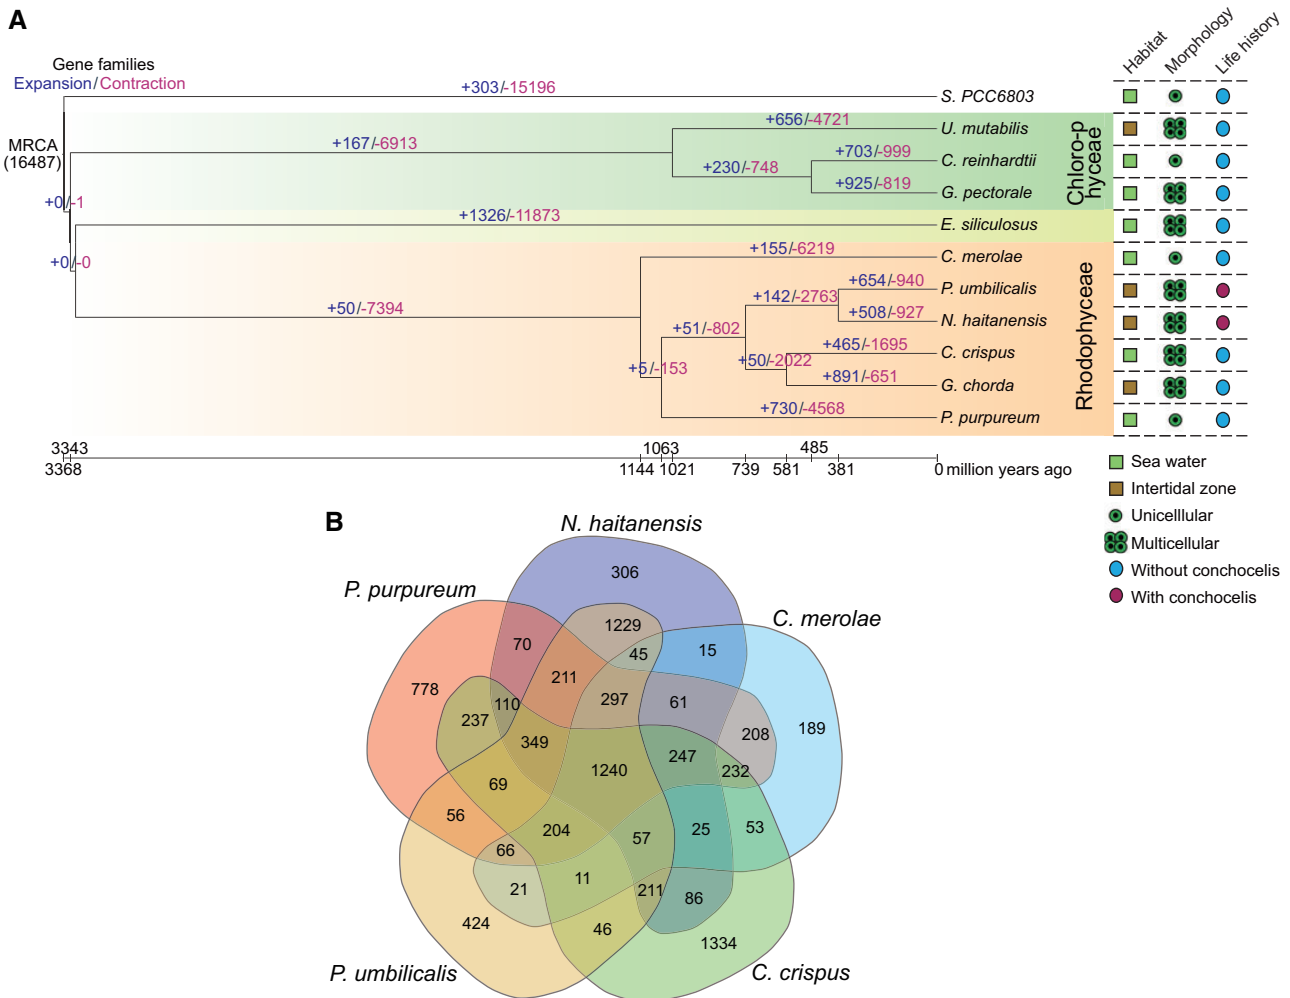 A
Gene families
Expansion/Contraction
Habitat
Morphology
Life history
MRCA
(16487)
+303/-15196
S. PCC6803
+656/-4721
U. mutabilis
+167/-6913
+703/-999
C. reinhardtii
+230/-748
+925/-819
G. pectorale
Chloro-p
hyceae
+0/-1
+1326/-11873
E. siliculosus
+155/-6219
C. merolae
+0/-0
+654/-940
P. umbilicalis
+142/-2763
+50/-7394
+508/-927
N. haitanensis
+51/-802
+465/-1695
C. crispus
+50/-2022
+5/-153
+891/-651
G. chorda
+730/-4568
P. purpureum
Rhodophyceae
3343
1063
485
3368
1144
1021
739
581
381
0 million years ago
Sea water
Intertidal zone
Unicelllular
Multicellular
Without conchocelis
With conchocelis
B
N. haitanensis
P. purpureum
C. merolae
306
1229
70
45
15
211
778
297
61
110
237
208
189
349
247
1240
232
69
56
204
57
25
53
66
11
21
211
86
424
46
1334
P. umbilicalis
C. crispus